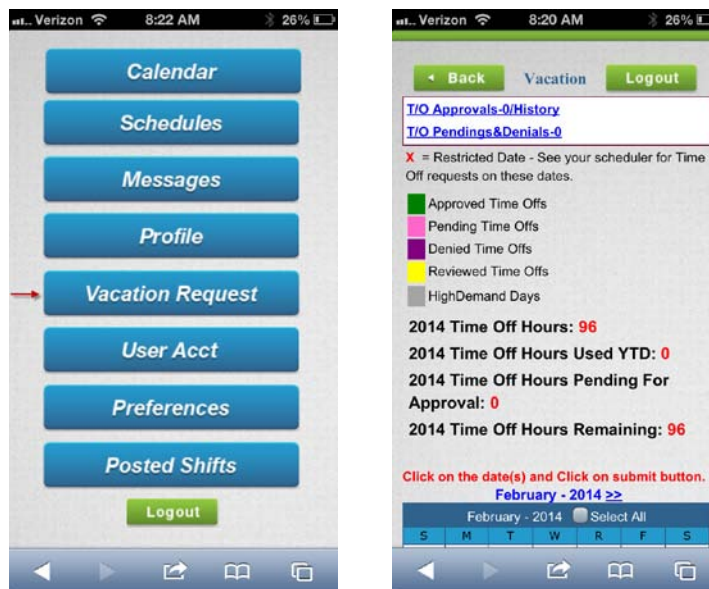 Verizon 8:22 AM 26%
Calendar
Schedules
Messages
Profile
Vacation Request
User Acct
Preferences
Posted Shifts
Logout
Verizon 8:20 AM 26%
Back Vacation Logout
T/O Approvals-0/History
T/O Pendings&Denials-0
X = Restricted Date - See your scheduler for Time
Off requests on these dates.
Approved Time Offs
Pending Time Offs
Denied Time Offs
Reviewed Time Offs
HighDemand Days
2014 Time Off Hours: 96
2014 Time Off Hours Used YTD: 0
2014 Time Off Hours Pending For
Approval: 0
2014 Time Off Hours Remaining: 96
Click on the date(s) and Click on submit button.
February - 2014 >>
February - 2014 Select All
S M T W R F S